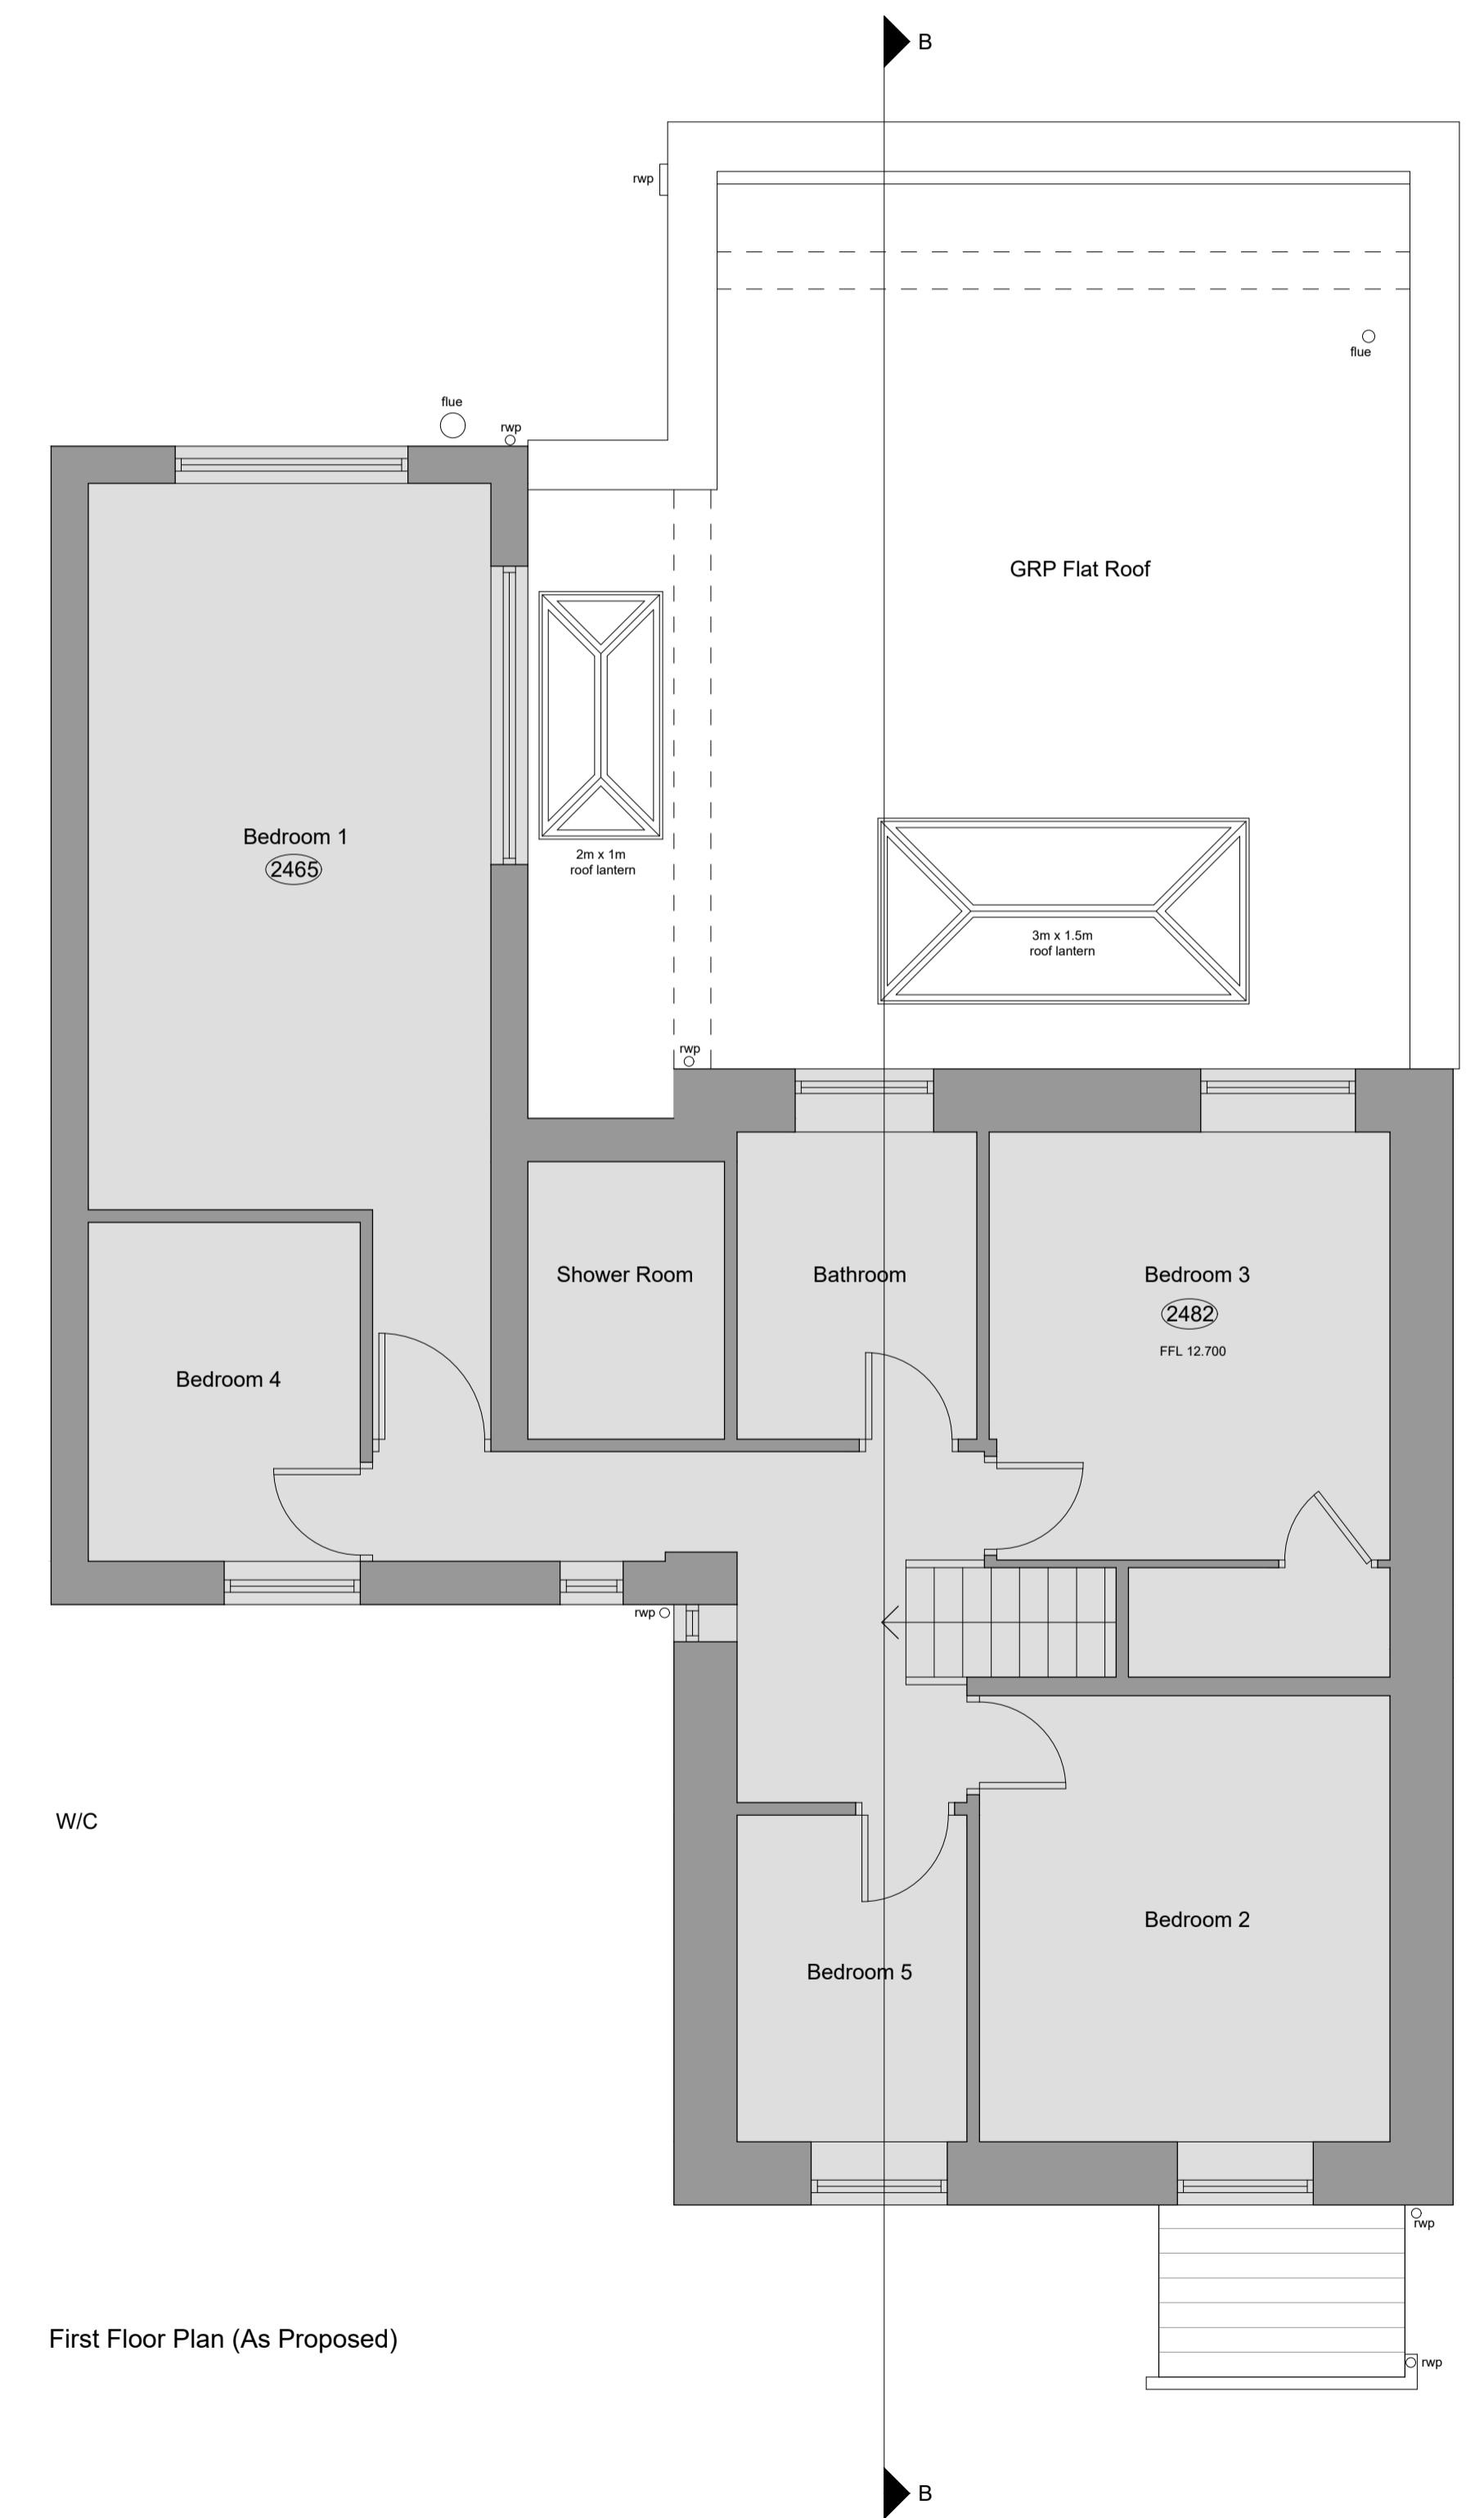 B
rwp
flue
flue
rwp
GRP Flat Roof
Bedroom 1
2465
2m x 1m
roof lantern
3m x 1.5m
roof lantern
rwp
Shower Room
Bathroom
Bedroom 3
2482
FFL 12.700
Bedroom 4
rwp
W/C
Bedroom 2
Bedroom 5
rwp
First Floor Plan (As Proposed)
rwp
B